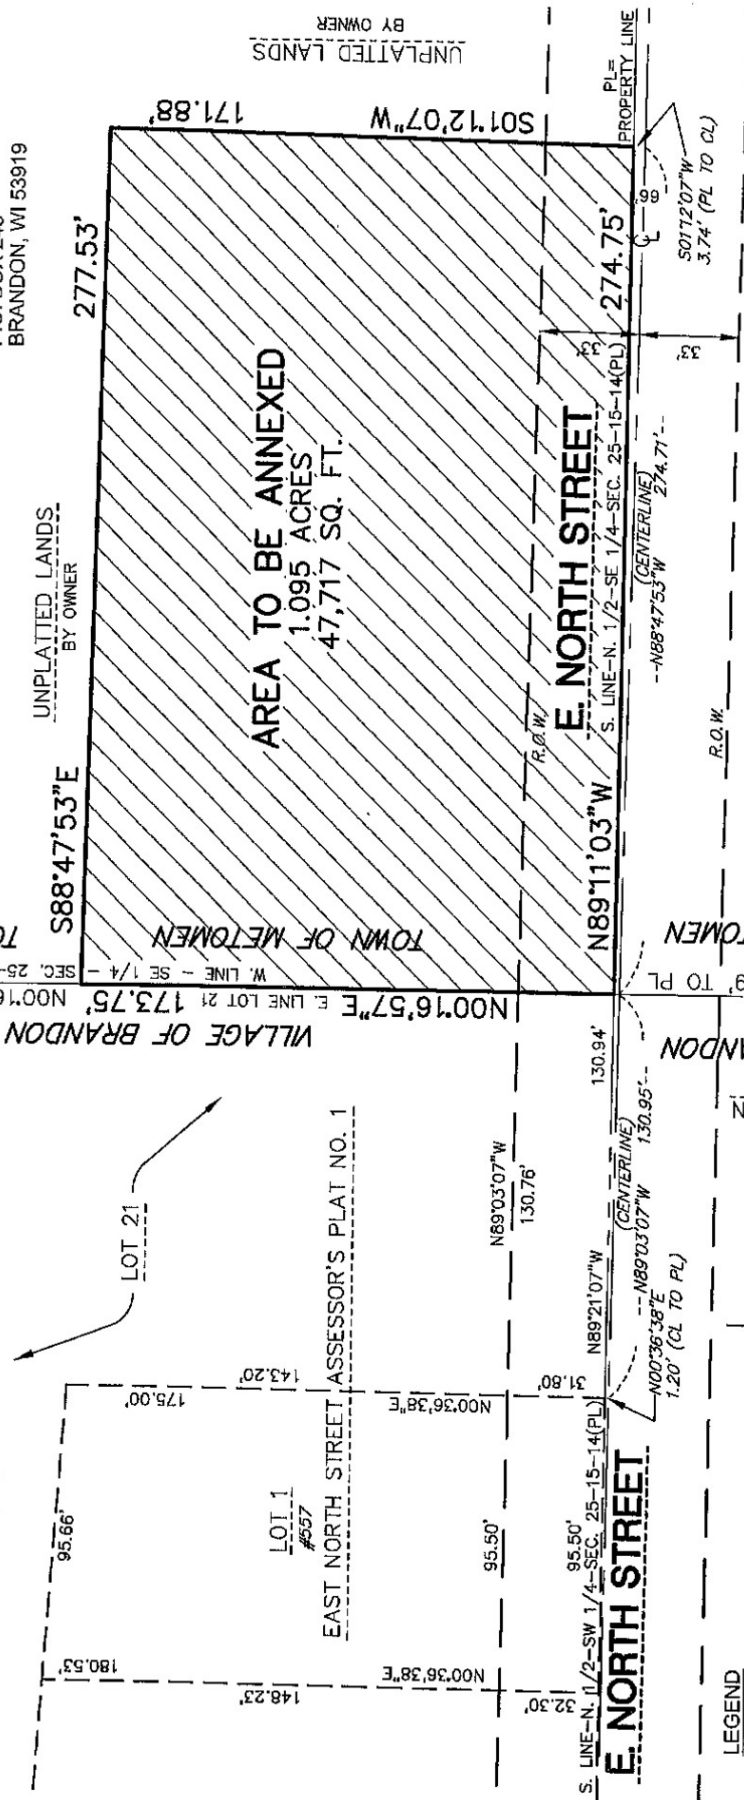 BRANDON, WI 53919
UNPLATTED LANDS
BY OWNER
UNPLATTED LANDS
BY OWNER
S88°47'53"E
277.53'
171.88'
S01°12'07"W
AREA TO BE ANNEXED
1.095 ACRES
47,717 SQ. FT.
TOWN OF METOMEN
W. LINE – SE 1/4 – SEC. 25-
N00°16'57"E E. LINE LOT 21 173.75'
N00°16
VILLAGE OF BRANDON
R.O.W.
E. NORTH STREET
N89°11'03"W
274.75'
S. LINE–N. 1/2–SE 1/4–SEC. 25–15–14(PL)
(CENTERLINE)
--N88°47'53"W 274.71'--
33'
33'
66'
CL
PL=
PROPERTY LINE
S01°12'07"W
3.74' (PL TO CL)
R.O.W.
TOMEN
9' TO PL
ANDON
N
LOT 21
EAST NORTH STREET ASSESSOR'S PLAT NO. 1
LOT 1
#557
95.66'
175.00'
143.20'
N00°36'38"E
31.80'
180.53'
148.23'
N00°36'38"E
32.30'
95.50'
95.50'
N89°03'07"W
130.76'
130.94'
N89°21'07"W
(CENTERLINE)
--N89°03'07"W 130.95'--
N00°36'38"E
1.20' (CL TO PL)
S. LINE–N. 1/2–SW 1/4–SEC. 25–15–14(PL)
E. NORTH STREET
LEGEND